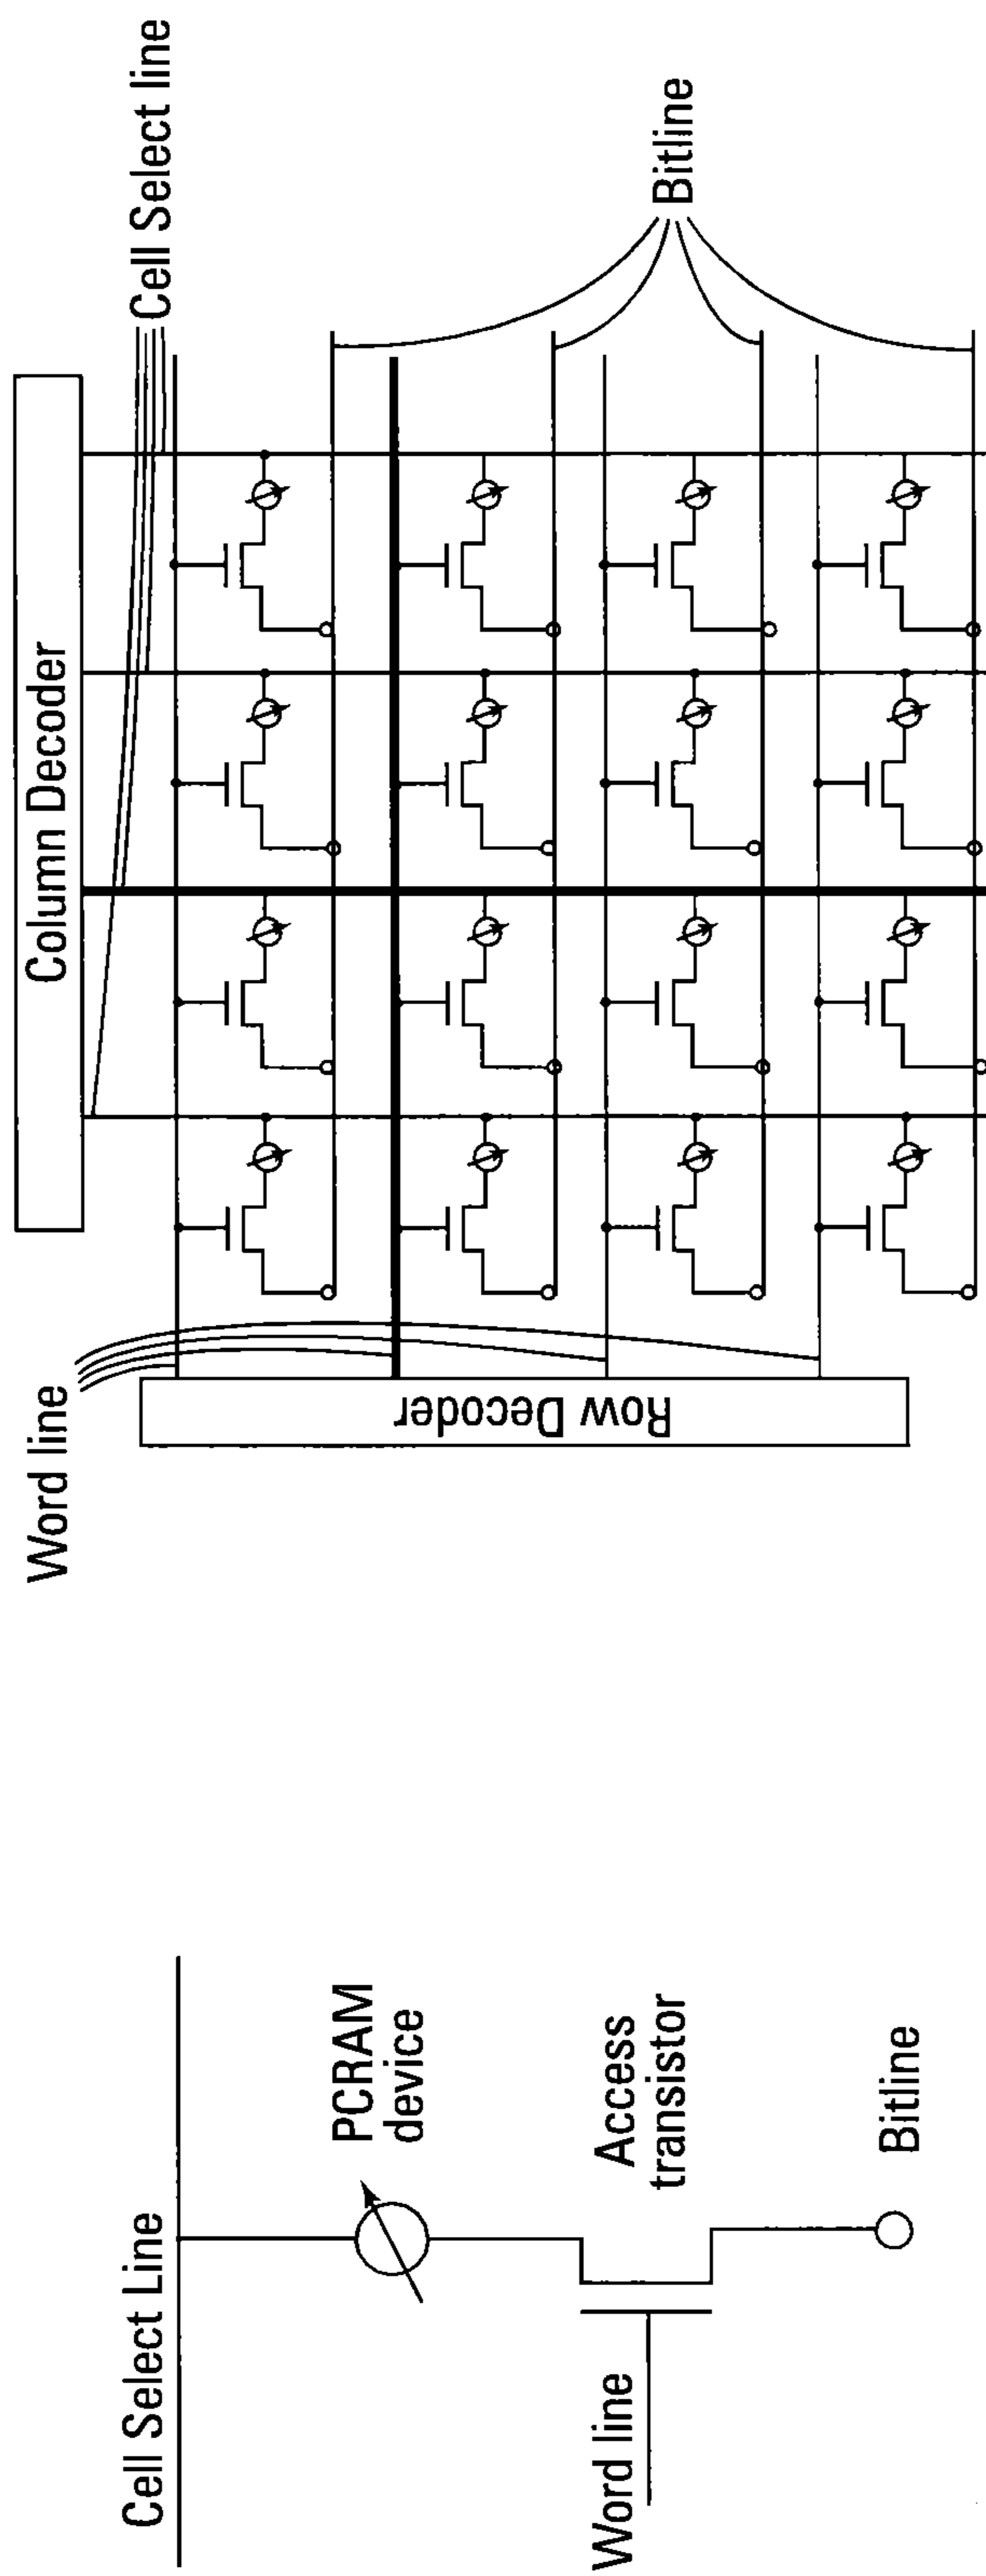 Cell Select Line
PCRAM
device
Access
transistor
Word line
Bitline
Word line
Column Decoder
Cell Select line
Row Decoder
Bitline